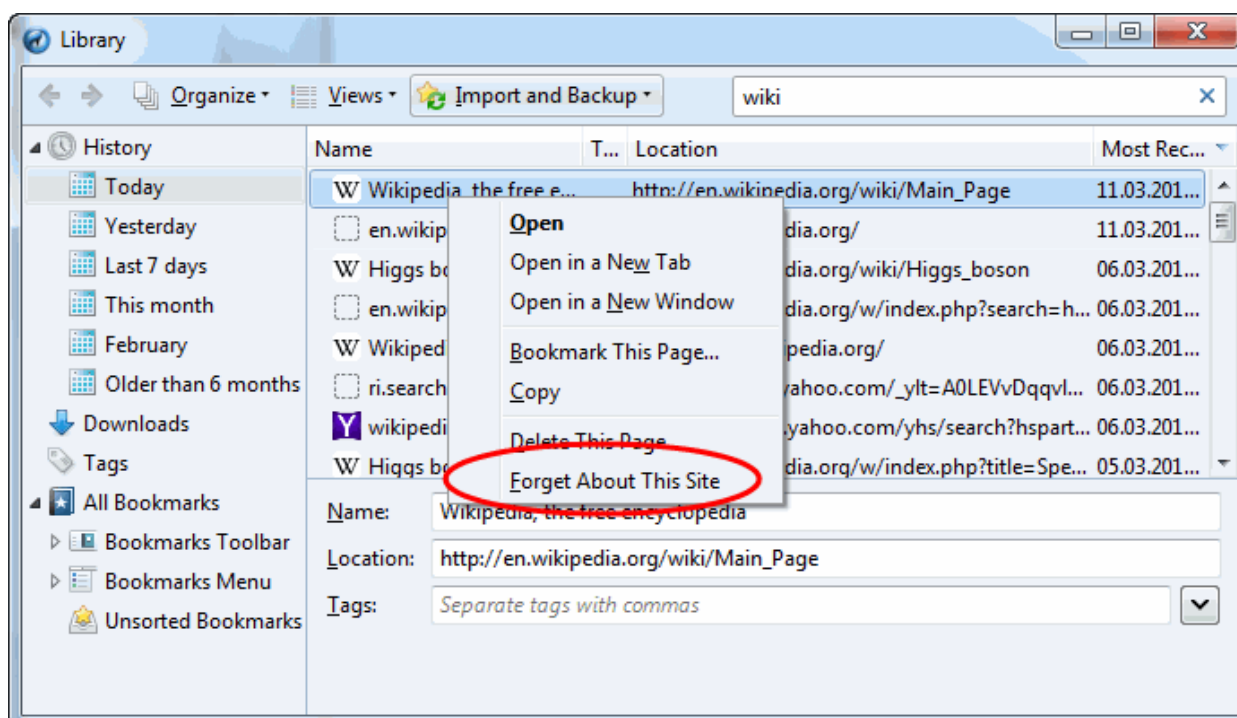 Library
Organize Views Import and Backup wiki
History
Today
Yesterday
Last 7 days
This month
February
Older than 6 months
Downloads
Tags
All Bookmarks
Bookmarks Toolbar
Bookmarks Menu
Unsorted Bookmarks
Name T... Location Most Rec...
W Wikipedia, the free e... http://en.wikipedia.org/wiki/Main_Page 11.03.201...
en.wikip dia.org/ 11.03.201...
W Higgs bo dia.org/wiki/Higgs_boson 06.03.201...
en.wikip dia.org/w/index.php?search=h... 06.03.201...
W Wikiped pedia.org/ 06.03.201...
ri.search yahoo.com/_ylt=A0LEVvDqqvl... 06.03.201...
Y wikipedi .yahoo.com/yhs/search?hspart... 06.03.201...
W Higgs bo dia.org/w/index.php?title=Spe... 05.03.201...
Open
Open in a New Tab
Open in a New Window
Bookmark This Page...
Copy
Delete This Page
Forget About This Site
Name: Wikipedia, the free encyclopedia
Location: http://en.wikipedia.org/wiki/Main_Page
Tags: Separate tags with commas